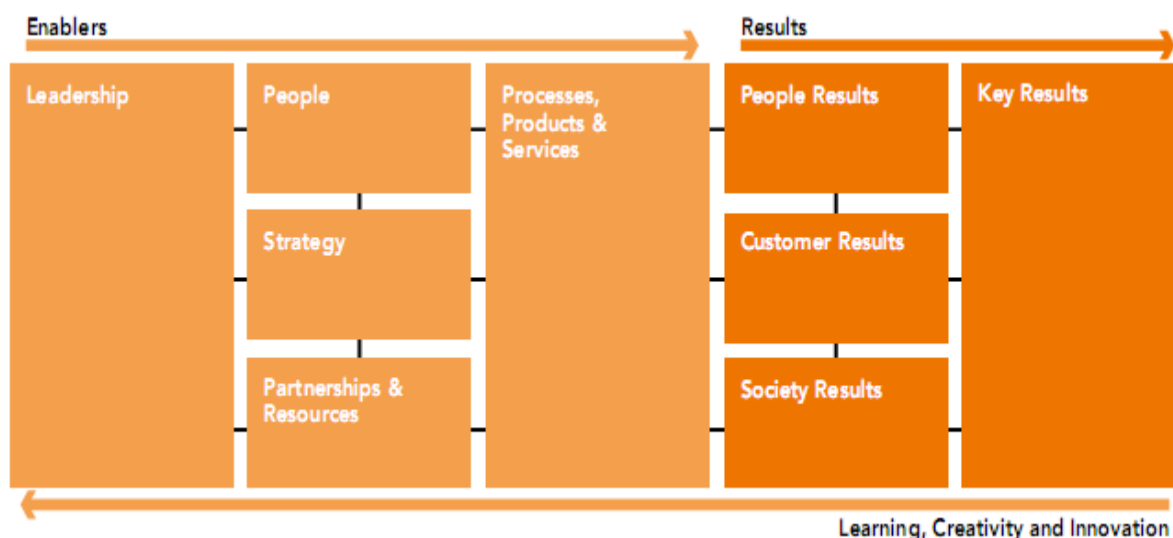 Enablers
Results
Leadership
People
Processes,
Products &
Services
People Results
Key Results
Strategy
Customer Results
Partnerships &
Resources
Society Results
Learning, Creativity and Innovation